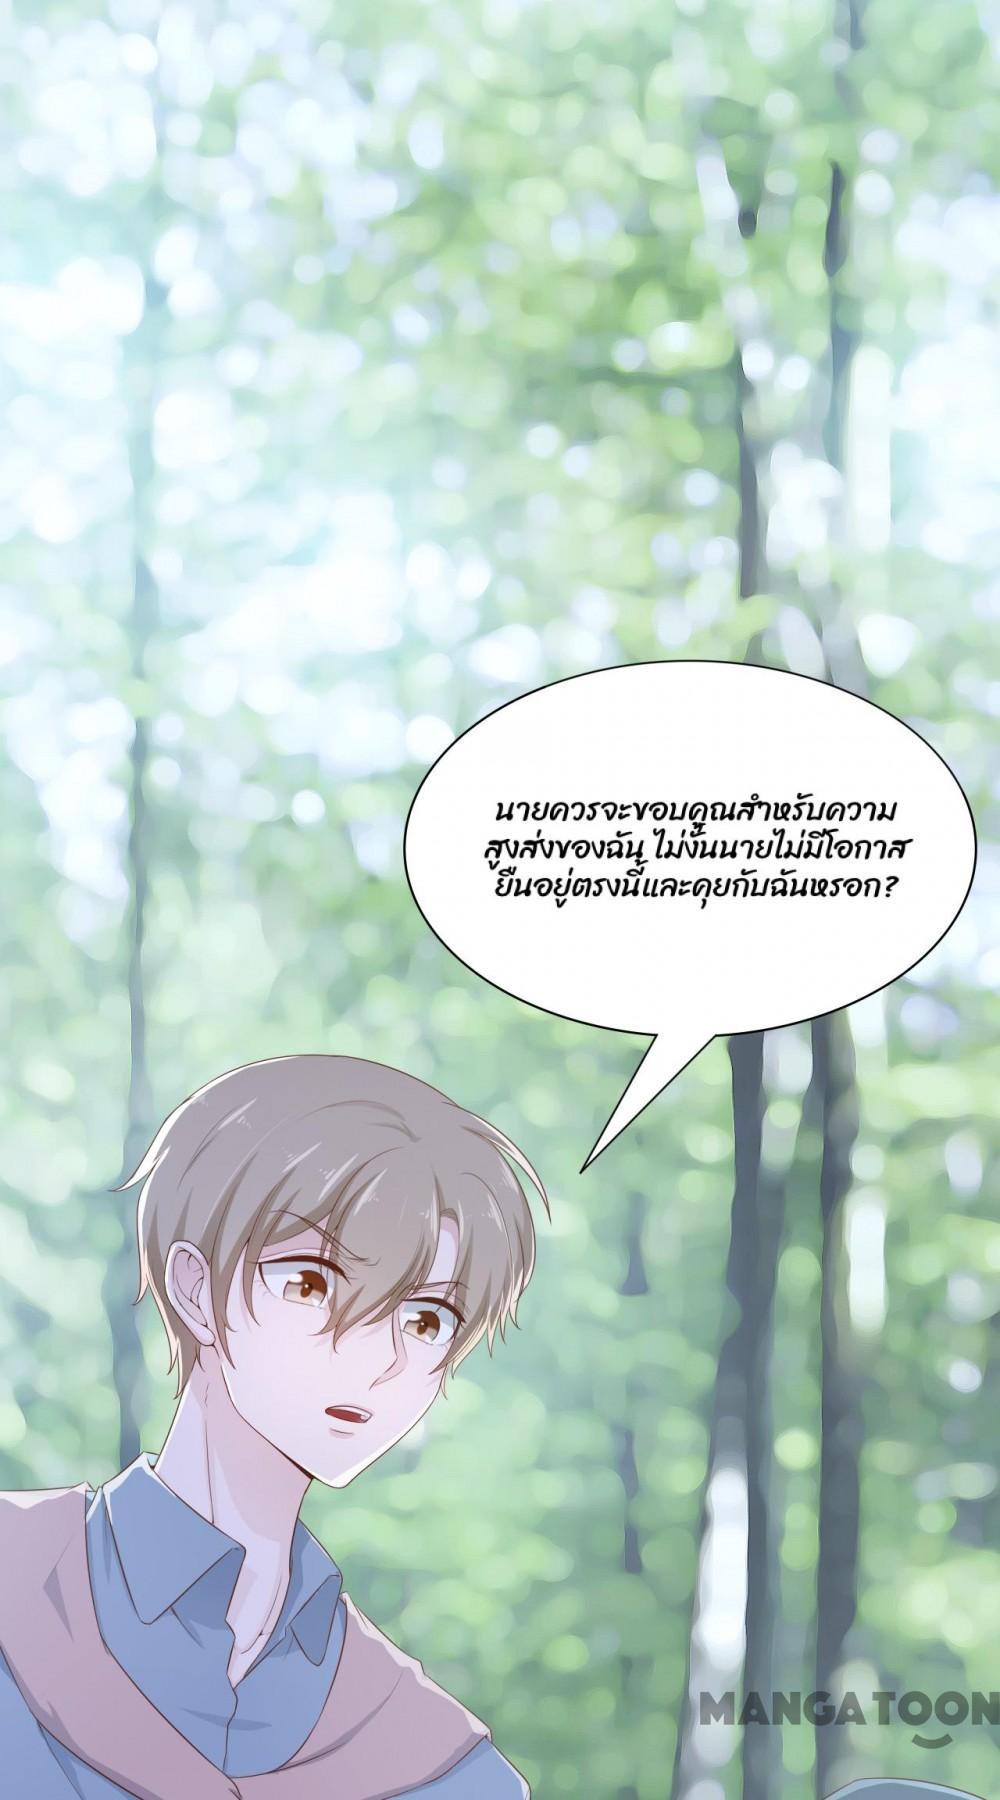 นายควรจะขอบคุณสำหรับความ
สูงส่งของฉัน ไม่งั้นนายไม่มีโอกาส
ยืนอยู่ตรงนี้และคุยกับฉันหรอก?
MANGATOON